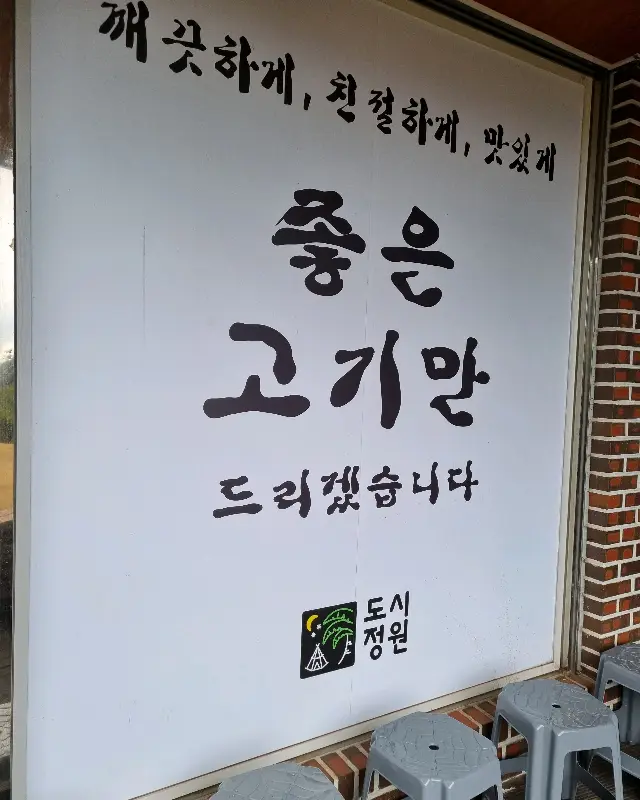 깨끗하게, 친절하게, 맛있게
좋은
고기만
드리겠습니다
도시
정원